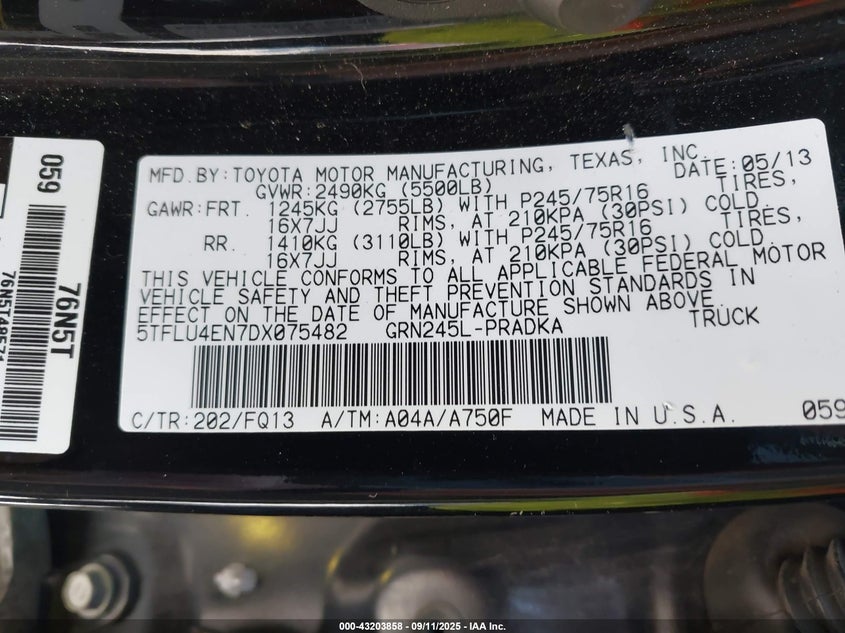 059
76N5T
76N5T49571
MFD.BY:TOYOTA MOTOR MANUFACTURING, TEXAS, INC. DATE:05/13
GVWR:2490KG (5500LB)
GAWR:FRT. 1245KG (2755LB) WITH P245/75R16 TIRES,
16X7JJ RIMS, AT 210KPA (30PSI) COLD.
RR. 1410KG (3110LB) WITH P245/75R16 TIRES,
16X7JJ RIMS, AT 210KPA (30PSI) COLD.
THIS VEHICLE CONFORMS TO ALL APPLICABLE FEDERAL MOTOR
VEHICLE SAFETY AND THEFT PREVENTION STANDARDS IN
EFFECT ON THE DATE OF MANUFACTURE SHOWN ABOVE.
5TFLU4EN7DX075482 GRN245L-PRADKA TRUCK
C/TR:202/FQ13 A/TM:A04A/A750F MADE IN U.S.A. 059
000-43203858 - 09/11/2025 - IAA Inc.